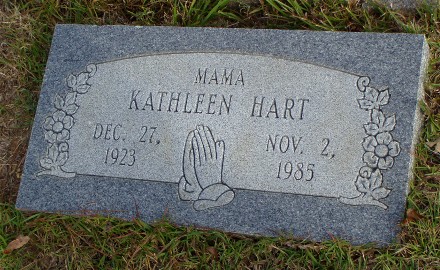 MAMA
KATHLEEN HART
DEC. 27,
1923
NOV. 2,
1985